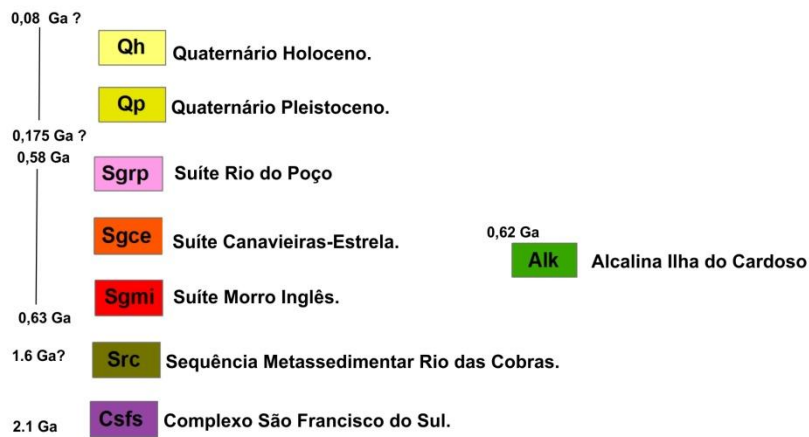 0,08 Ga ?
Qh Quaternário Holoceno.
Qp Quaternário Pleistoceno.
0,175 Ga ?
0,58 Ga
Sgrp Suíte Rio do Poço
Sgce Suíte Canavieiras-Estrela.
0,62 Ga
Alk Alcalina Ilha do Cardoso
Sgmi Suíte Morro Inglês.
0,63 Ga
1.6 Ga? Src Sequência Metassedimentar Rio das Cobras.
2.1 Ga Csfs Complexo São Francisco do Sul.